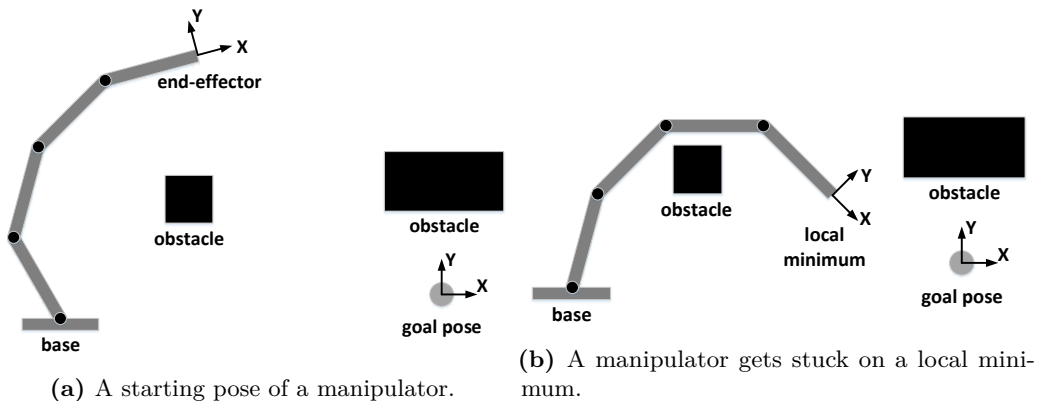 Y
X
end-effector
obstacle
obstacle
Y
X
goal pose
base
(a) A starting pose of a manipulator.
obstacle
Y
X
local
minimum
obstacle
Y
X
goal pose
base
(b) A manipulator gets stuck on a local mini-
mum.